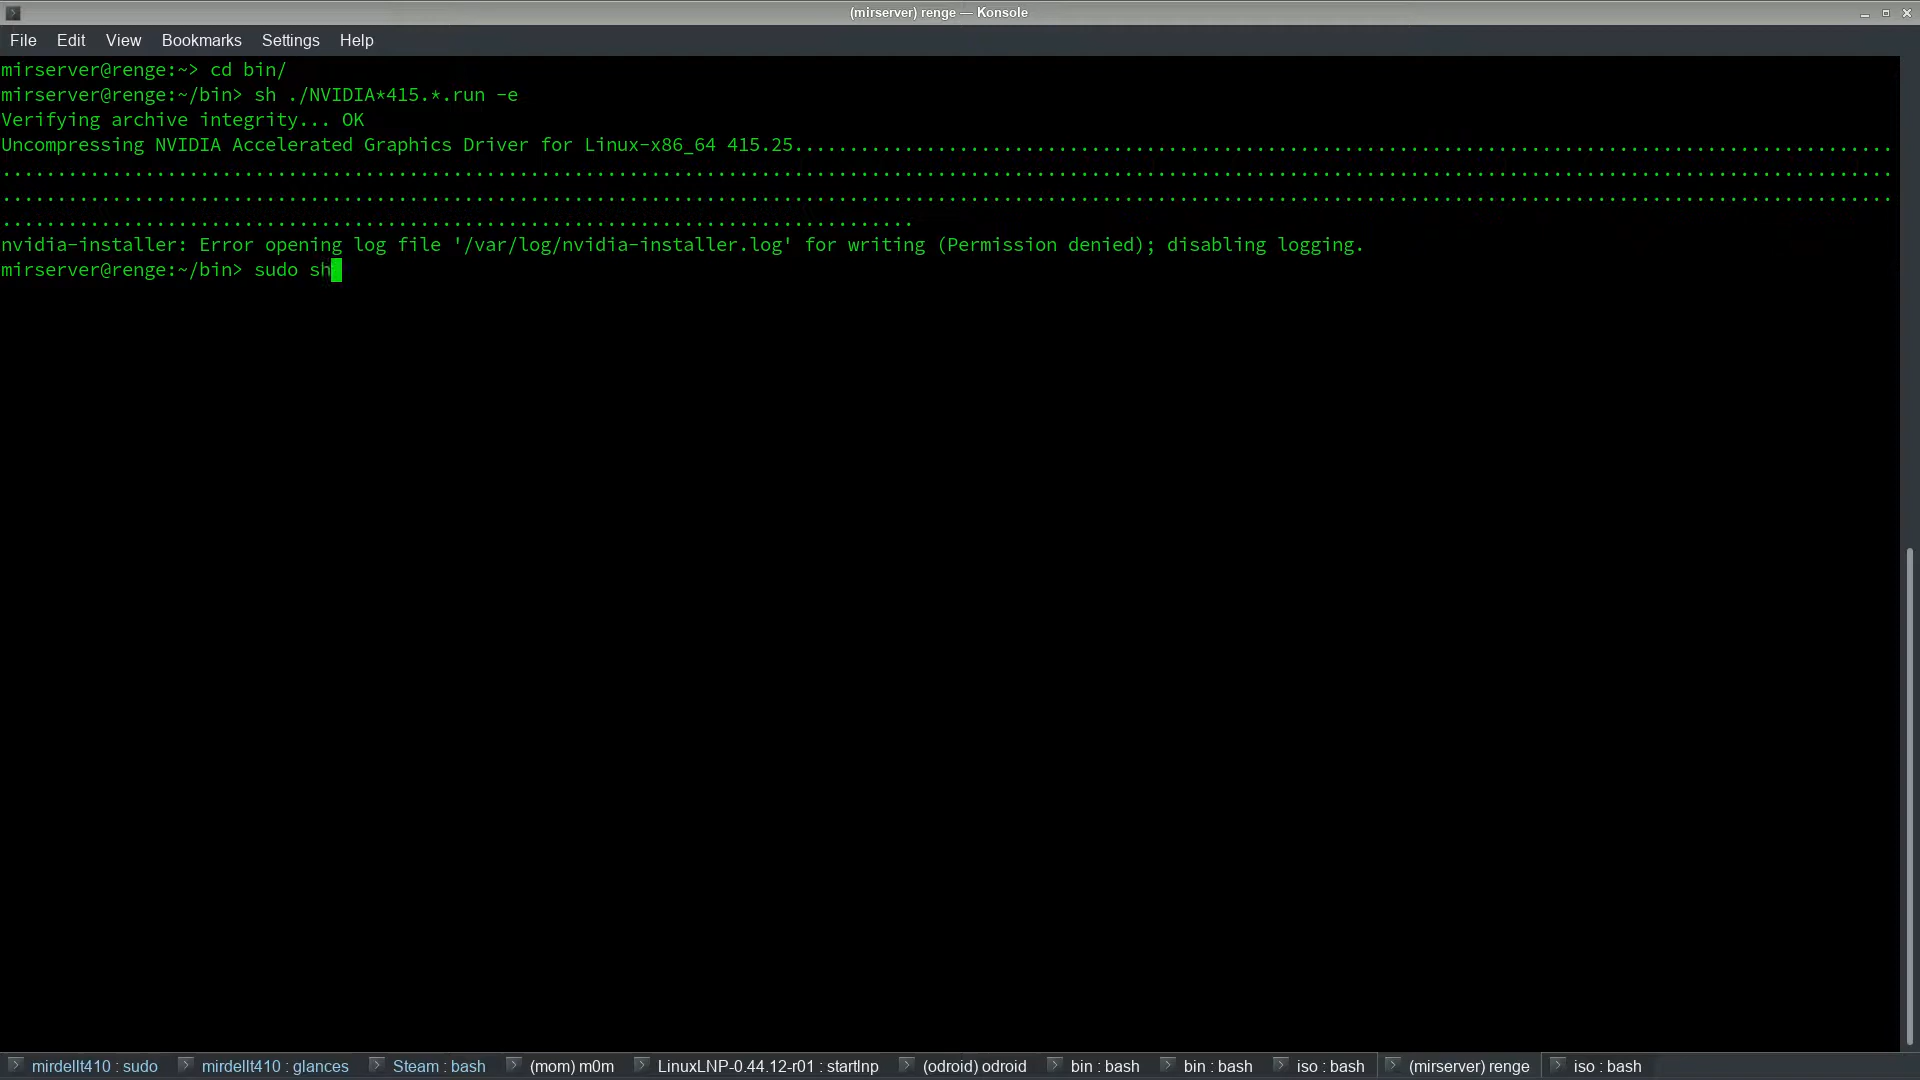 (mirserver) renge — Konsole
File Edit View Bookmarks Settings Help
mirserver@renge:~> cd bin/
mirserver@renge:~/bin> sh ./NVIDIA*415.*.run -e
Verifying archive integrity... OK
Uncompressing NVIDIA Accelerated Graphics Driver for Linux-x86_64 415.25....................................................................................................
............................................................................................................................................................................
............................................................................................................................................................................
...................................................................................
nvidia-installer: Error opening log file '/var/log/nvidia-installer.log' for writing (Permission denied); disabling logging.
mirserver@renge:~/bin> sudo sh
mirdellt410 : sudo mirdellt410 : glances Steam : bash (mom) m0m LinuxLNP-0.44.12-r01 : startlnp (odroid) odroid bin : bash bin : bash iso : bash (mirserver) renge iso : bash